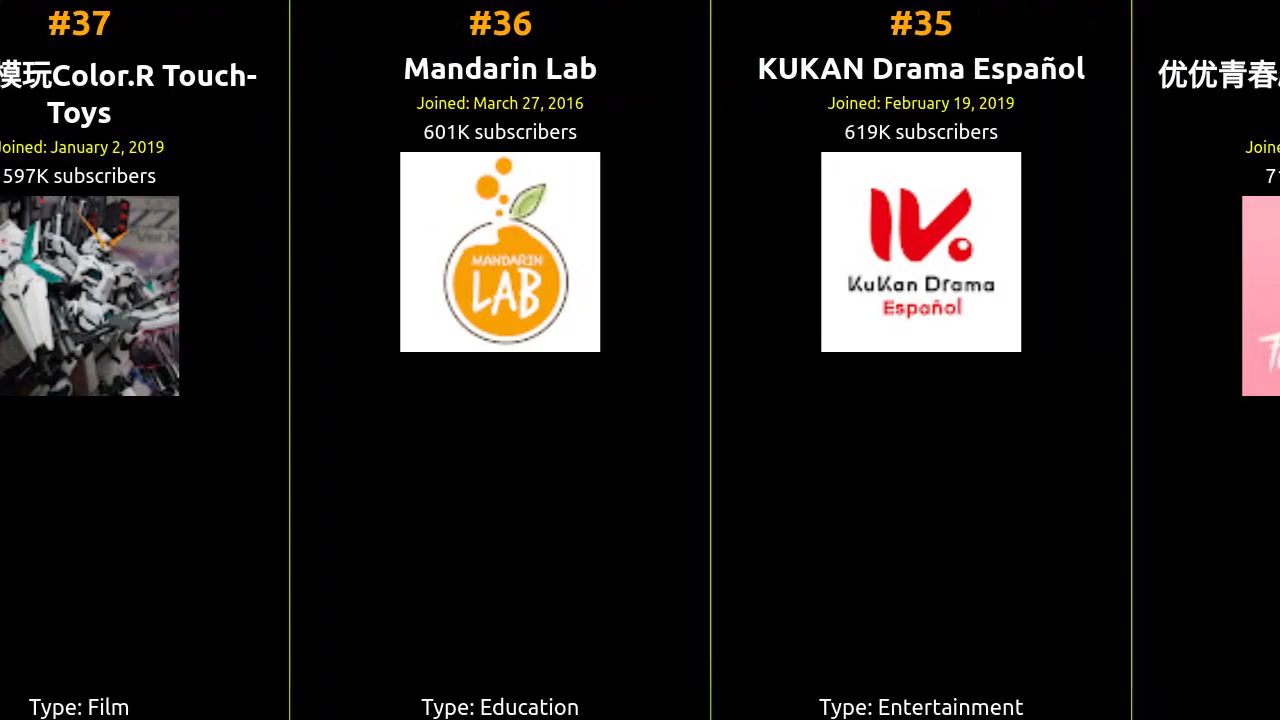 #37
模玩Color.R Touch-
Toys
Joined: January 2, 2019
597K subscribers
Type: Film
#36
Mandarin Lab
Joined: March 27, 2016
601K subscribers
MANDARIN
LAB
Type: Education
#35
KUKAN Drama Español
Joined: February 19, 2019
619K subscribers
KuKan Drama
Español
Type: Entertainment
优优青春